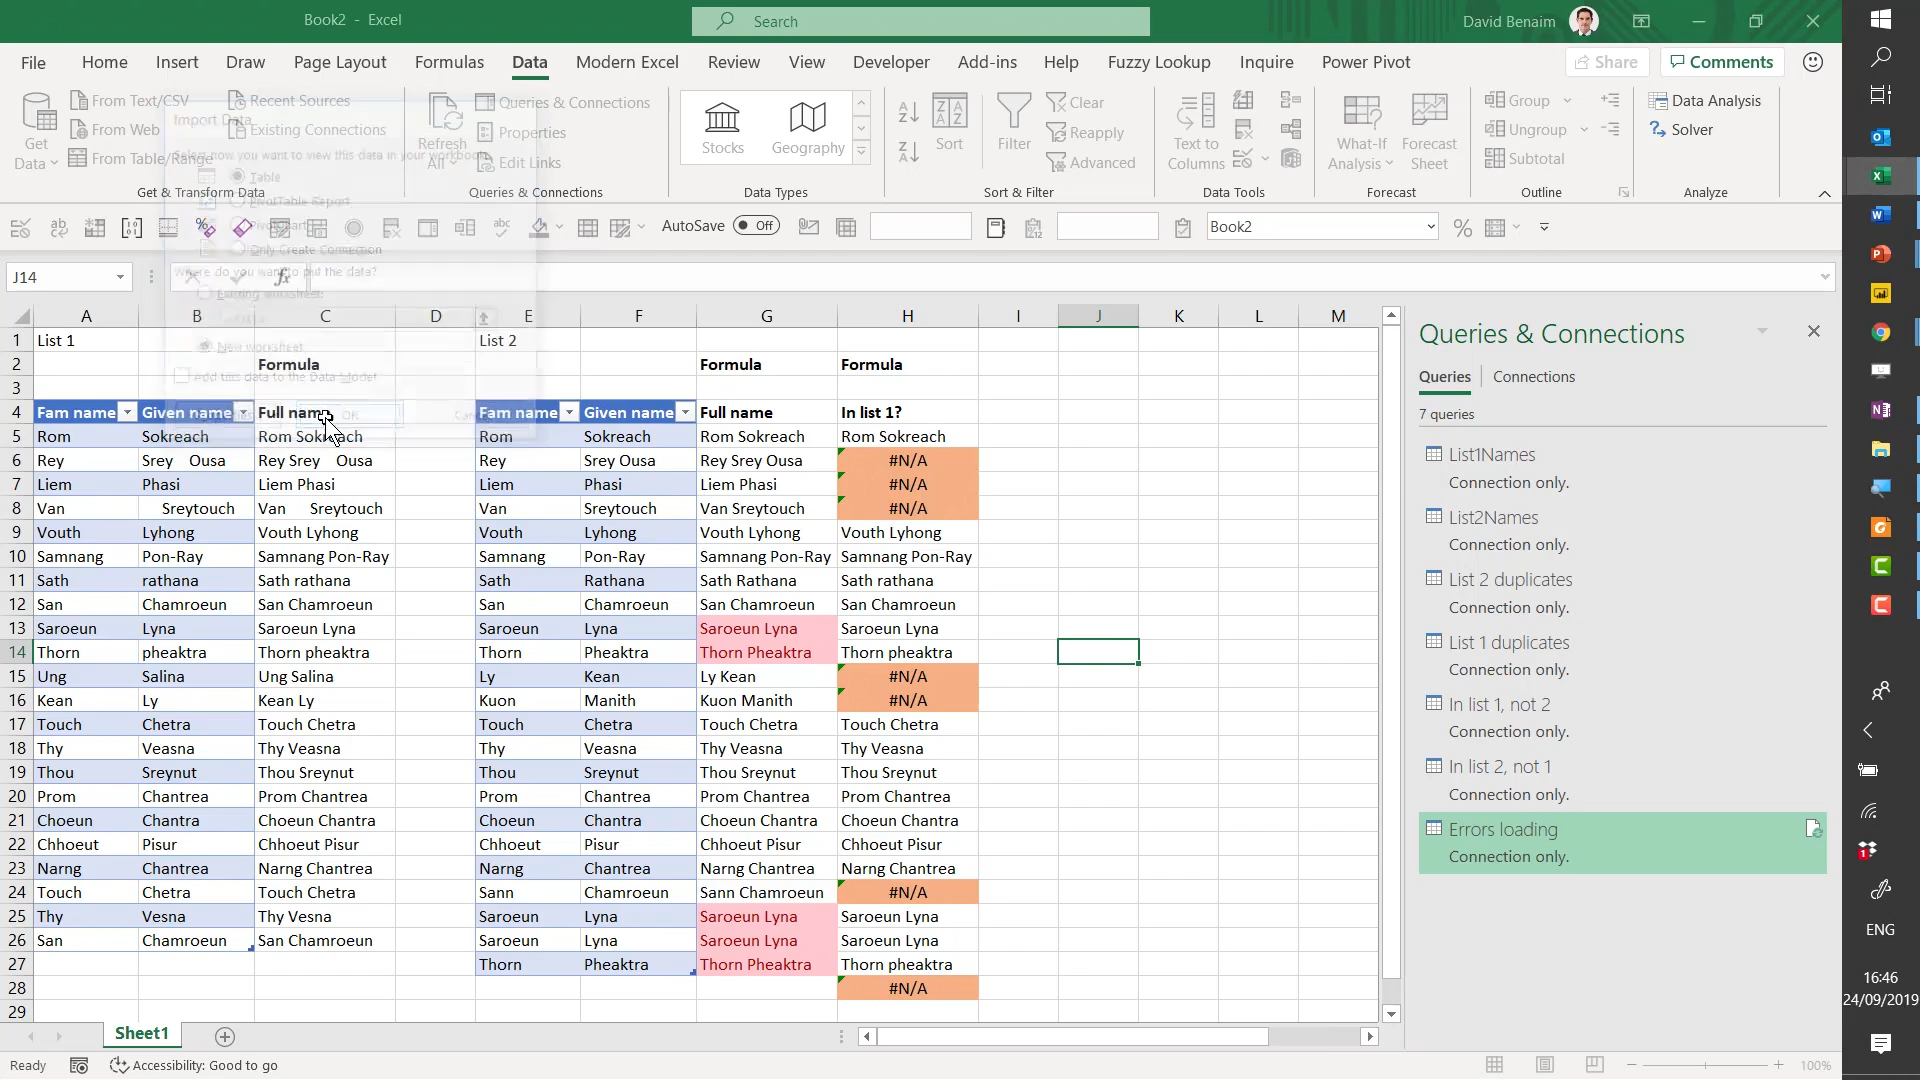 Book2 - Excel
Search
David Benaim
File Home Insert Draw Page Layout Formulas Data Modern Excel Review View Developer Add-ins Help Fuzzy Lookup Inquire Power Pivot Share Comments
Get Data
From Text/CSV
From Web
From Table/Range
Recent Sources
Existing Connections
Get & Transform Data
Refresh All
Queries & Connections
Properties
Edit Links
Queries & Connections
Stocks
Geography
Data Types
Sort
Filter
Clear
Reapply
Advanced
Sort & Filter
Text to Columns
Data Tools
What-If Analysis
Forecast Sheet
Forecast
Group
Ungroup
Subtotal
Outline
Data Analysis
Solver
Analyze
Import Data
Select how you want to view this data in your workbook
Table
PivotTable Report
Only Create Connection
Where do you want to put the data?
Existing worksheet:
New worksheet
Add this data to the Data Model
OK
AutoSave Off
Book2
J14
fx
A B C D E F G H I J K L M
1 List 1 List 2
2 Formula Formula Formula
3
4 Fam name Given name Full name Fam name Given name Full name In list 1?
5 Rom Sokreach Rom Sokreach Rom Sokreach Rom Sokreach Rom Sokreach
6 Rey Srey Ousa Rey Srey Ousa Rey Srey Ousa Rey Srey Ousa #N/A
7 Liem Phasi Liem Phasi Liem Phasi Liem Phasi #N/A
8 Van Sreytouch Van Sreytouch Van Sreytouch Van Sreytouch #N/A
9 Vouth Lyhong Vouth Lyhong Vouth Lyhong Vouth Lyhong Vouth Lyhong
10 Samnang Pon-Ray Samnang Pon-Ray Samnang Pon-Ray Samnang Pon-Ray Samnang Pon-Ray
11 Sath rathana Sath rathana Sath Rathana Sath Rathana Sath rathana
12 San Chamroeun San Chamroeun San Chamroeun San Chamroeun San Chamroeun
13 Saroeun Lyna Saroeun Lyna Saroeun Lyna Saroeun Lyna Saroeun Lyna
14 Thorn pheaktra Thorn pheaktra Thorn Pheaktra Thorn Pheaktra Thorn pheaktra
15 Ung Salina Ung Salina Ly Kean Ly Kean #N/A
16 Kean Ly Kean Ly Kuon Manith Kuon Manith #N/A
17 Touch Chetra Touch Chetra Touch Chetra Touch Chetra Touch Chetra
18 Thy Veasna Thy Veasna Thy Veasna Thy Veasna Thy Veasna
19 Thou Sreynut Thou Sreynut Thou Sreynut Thou Sreynut Thou Sreynut
20 Prom Chantrea Prom Chantrea Prom Chantrea Prom Chantrea Prom Chantrea
21 Choeun Chantra Choeun Chantra Choeun Chantra Choeun Chantra Choeun Chantra
22 Chhoeut Pisur Chhoeut Pisur Chhoeut Pisur Chhoeut Pisur Chhoeut Pisur
23 Narng Chantrea Narng Chantrea Narng Chantrea Narng Chantrea Narng Chantrea
24 Touch Chetra Touch Chetra Sann Chamroeun Sann Chamroeun #N/A
25 Thy Vesna Thy Vesna Saroeun Lyna Saroeun Lyna Saroeun Lyna
26 San Chamroeun San Chamroeun Saroeun Lyna Saroeun Lyna Saroeun Lyna
27 Thorn Pheaktra Thorn Pheaktra Thorn pheaktra
28 #N/A
29
Queries & Connections
Queries Connections
7 queries
List1Names
Connection only.
List2Names
Connection only.
List 2 duplicates
Connection only.
List 1 duplicates
Connection only.
In list 1, not 2
Connection only.
In list 2, not 1
Connection only.
Errors loading
Connection only.
Sheet1
Ready
Accessibility: Good to go
100%
ENG
16:46
24/09/2019